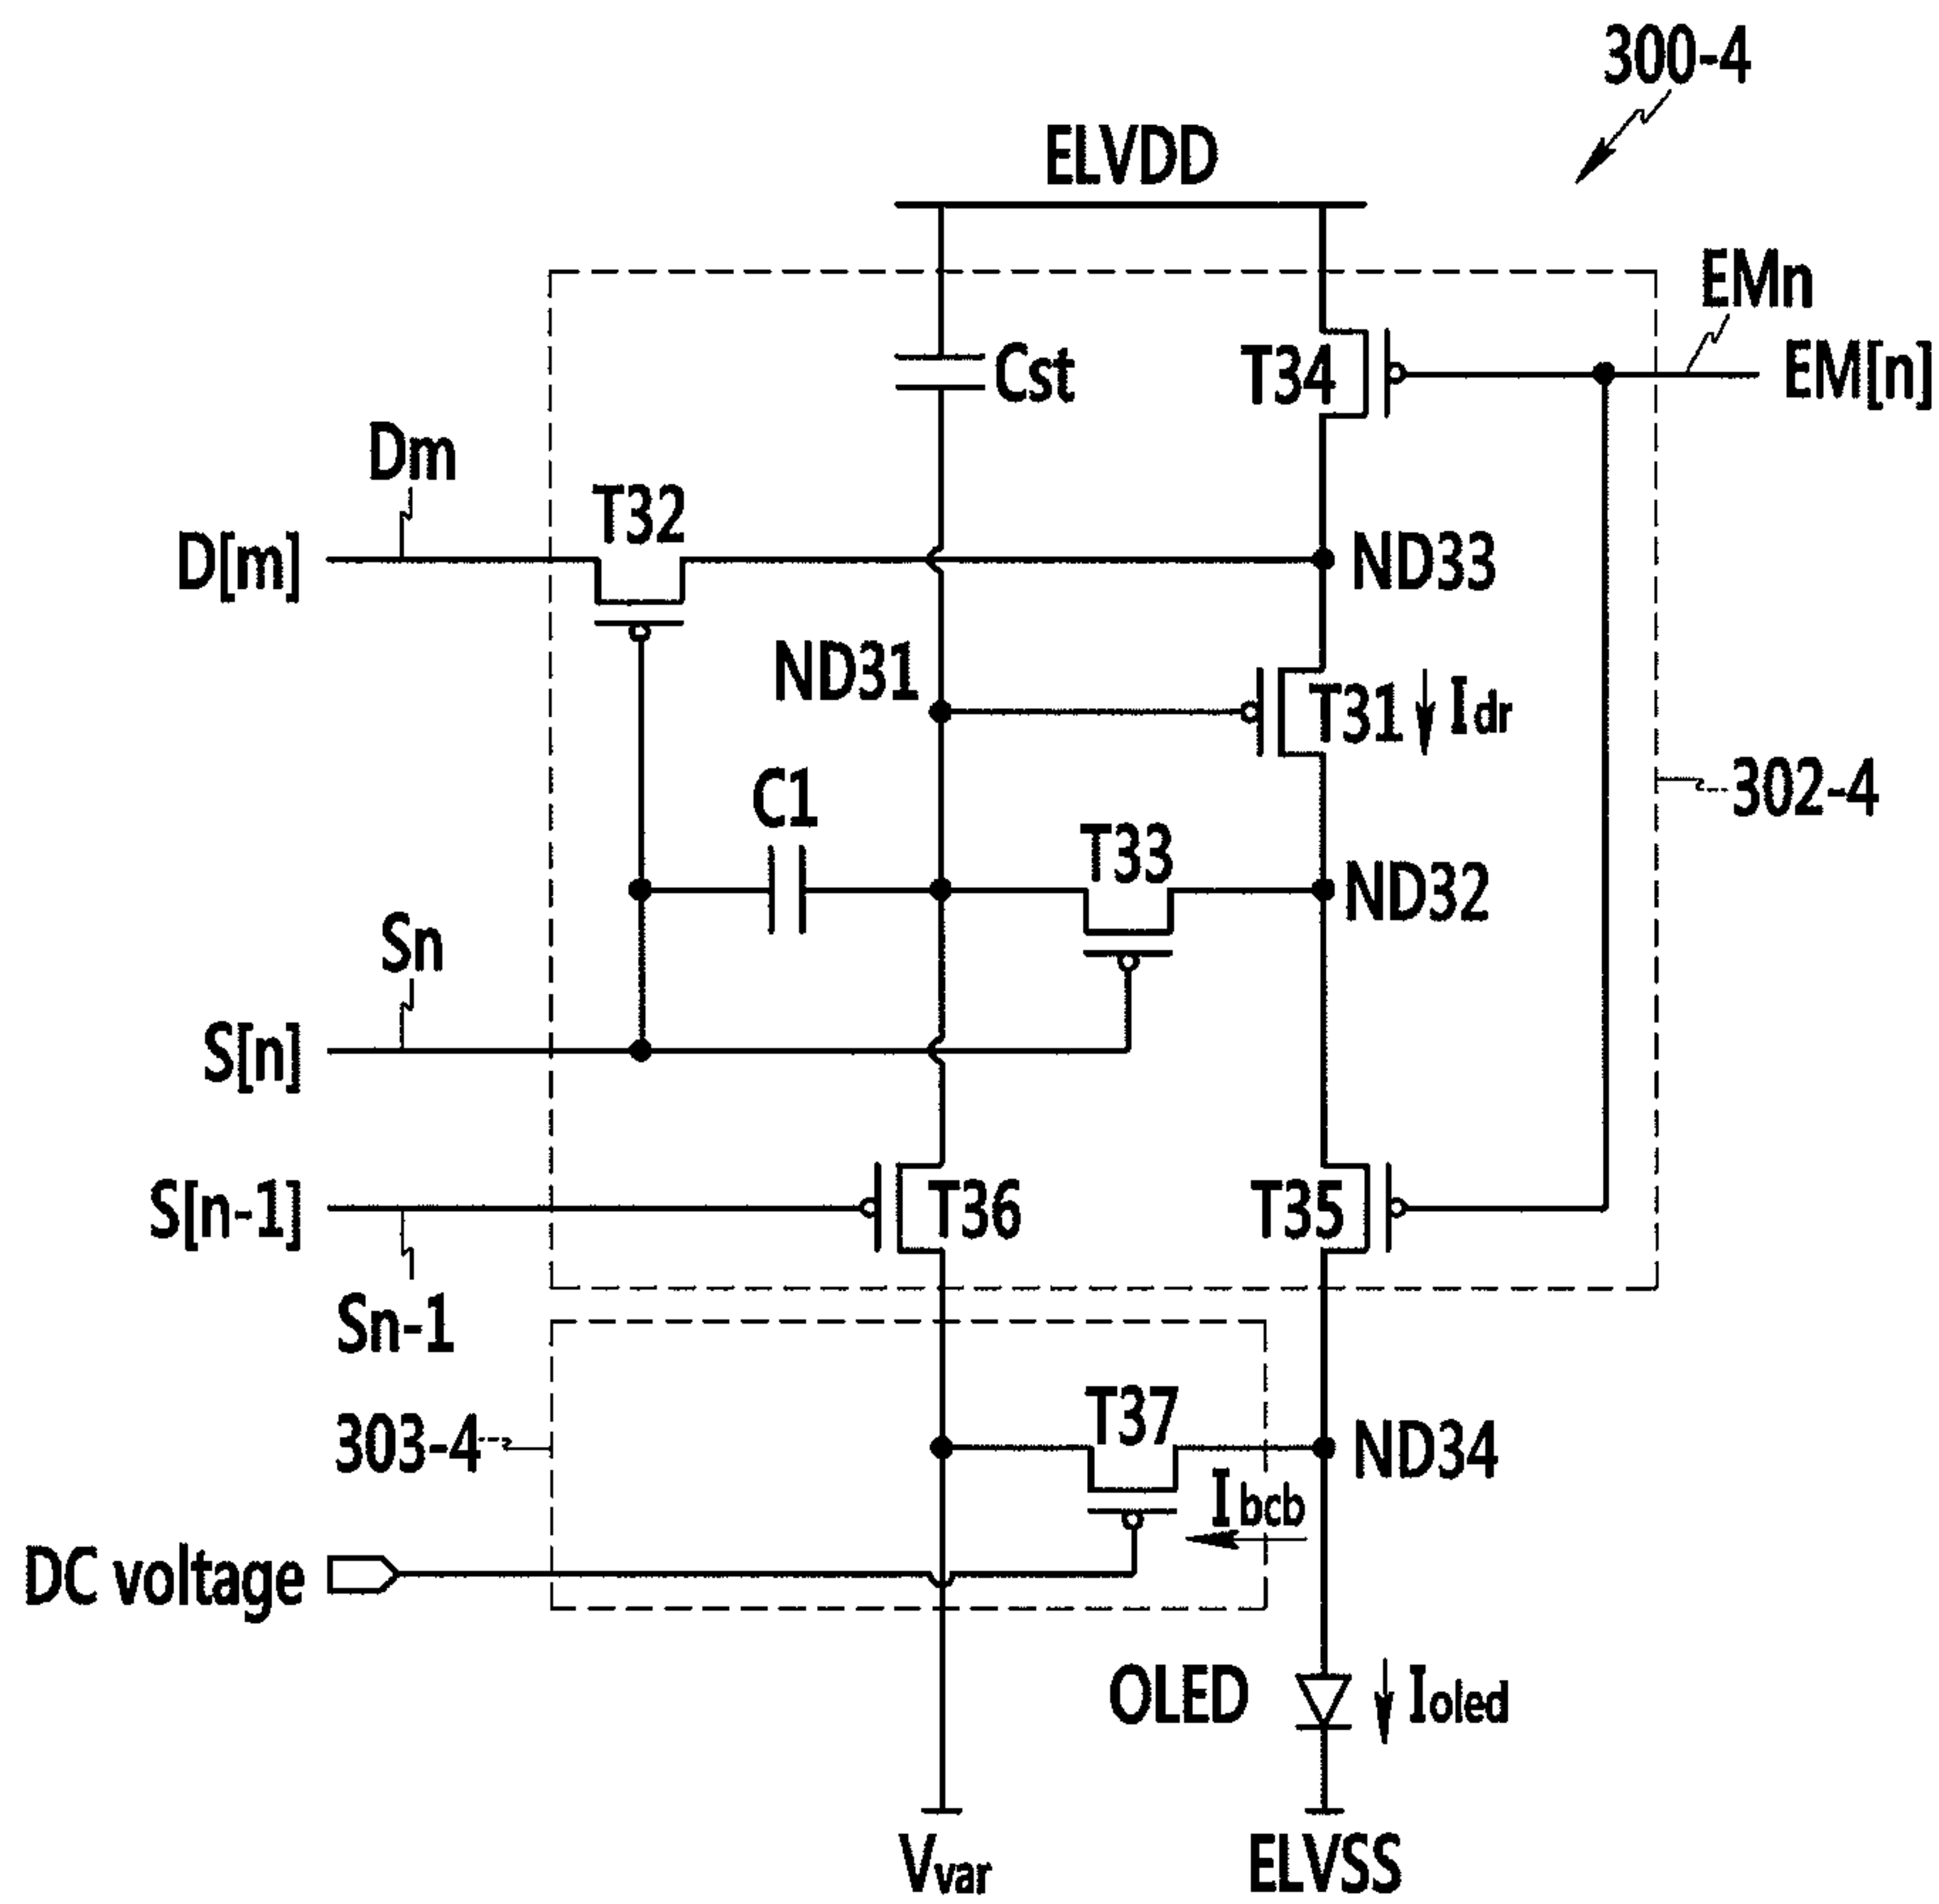 300-4
ELVDD
EMn
Cst
T34
EM[n]
Dm
T32
D[m]
ND33
ND31
T31
Idr
302-4
C1
T33
ND32
Sn
S[n]
S[n-1]
T36
T35
Sn-1
T37
303-4
ND34
Ibcb
DC voltage
OLED
Ioled
Vvar
ELVSS